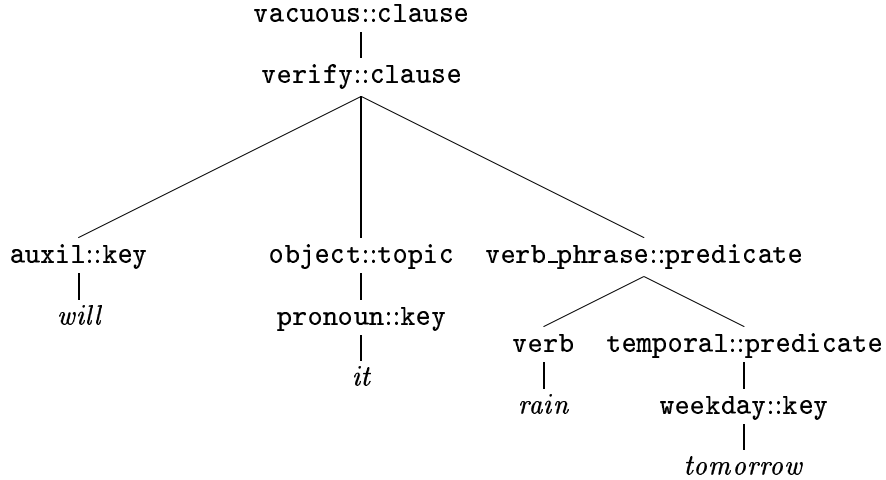 vacuous::clause
verify::clause
auxil::key object::topic verb_phrase::predicate
will pronoun::key
verb temporal::predicate
it
rain weekday::key
tomorrow